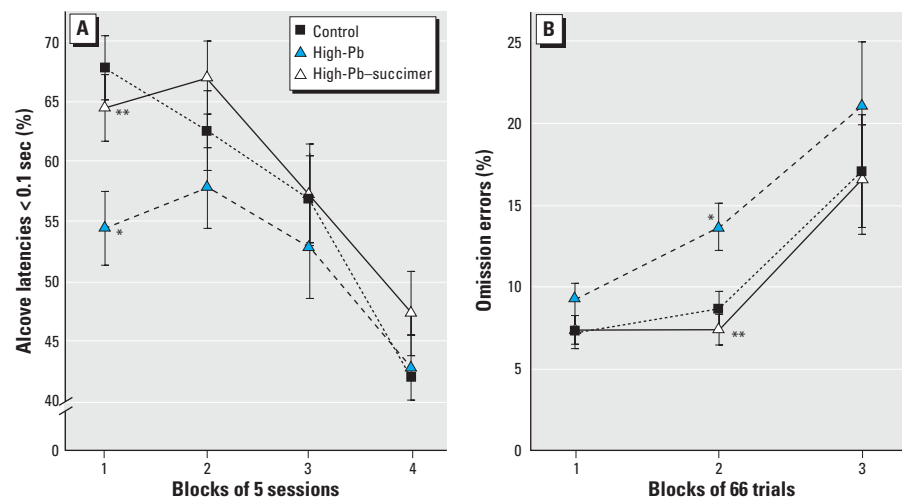 A
Control
High-Pb
High-Pb–succimer
Alcove latencies < 0.1 sec (%)
70
65
60
55
50
45
40
0
*
**
1 2 3 4
Blocks of 5 sessions
B
Omission errors (%)
25
20
15
10
5
0
*
**
1 2 3
Blocks of 66 trials